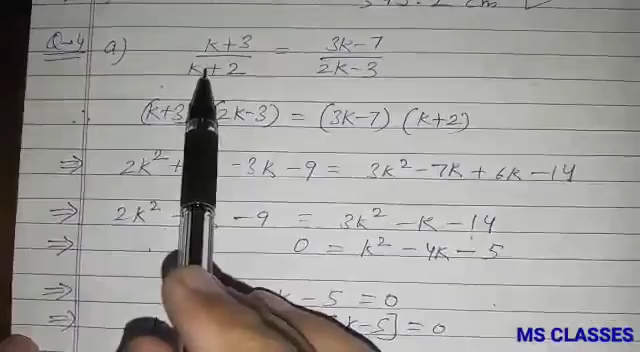 Q-4 a) k+3/k+2 = 3k-7/2k-3
∴ (k+3) (2k-3) = (3k-7) (k+2)
⇒ 2k² + -3k-9 = 3k²-7k+6k-14
⇒ 2k² -9 = 3k²-k-14
⇒ 0 = k²-4k-5
⇒ -5 = 0
⇒ k-5] = 0
MS CLASSES